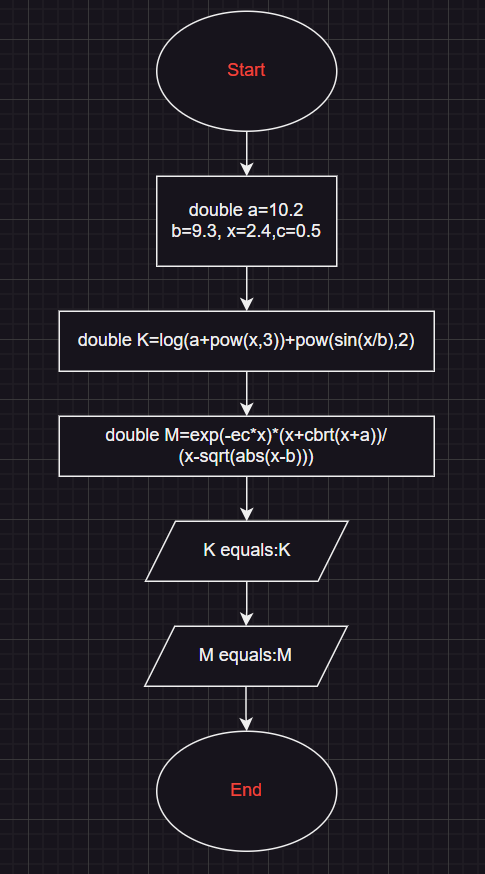 Start
double a=10.2
b=9.3, x=2.4,c=0.5
double K=log(a+pow(x,3))+pow(sin(x/b),2)
double M=exp(-ec*x)*(x+cbrt(x+a))/
(x-sqrt(abs(x-b)))
K equals:K
M equals:M
End